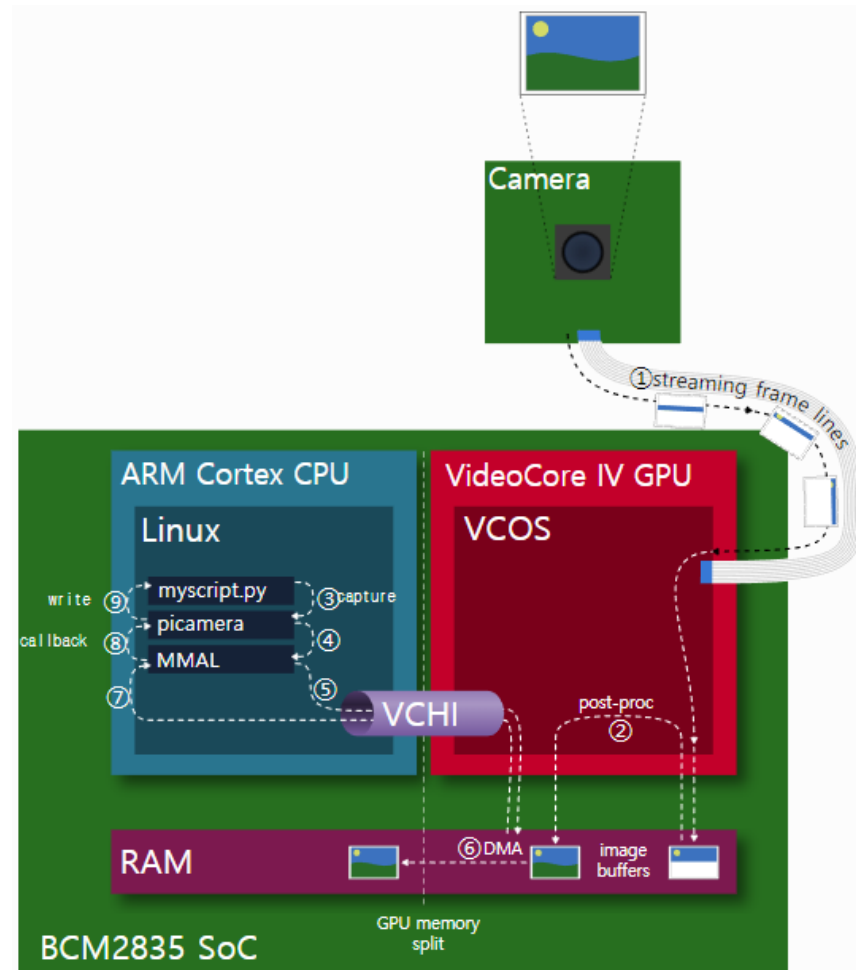 Camera
①streaming frame lines
ARM Cortex CPU
VideoCore IV GPU
Linux
VCOS
myscript.py
write ⑨
③capture
picamera
callback ⑧
④
MMAL
⑦
⑤
VCHI
post-proc
②
RAM
⑥DMA
image
buffers
GPU memory
split
BCM2835 SoC